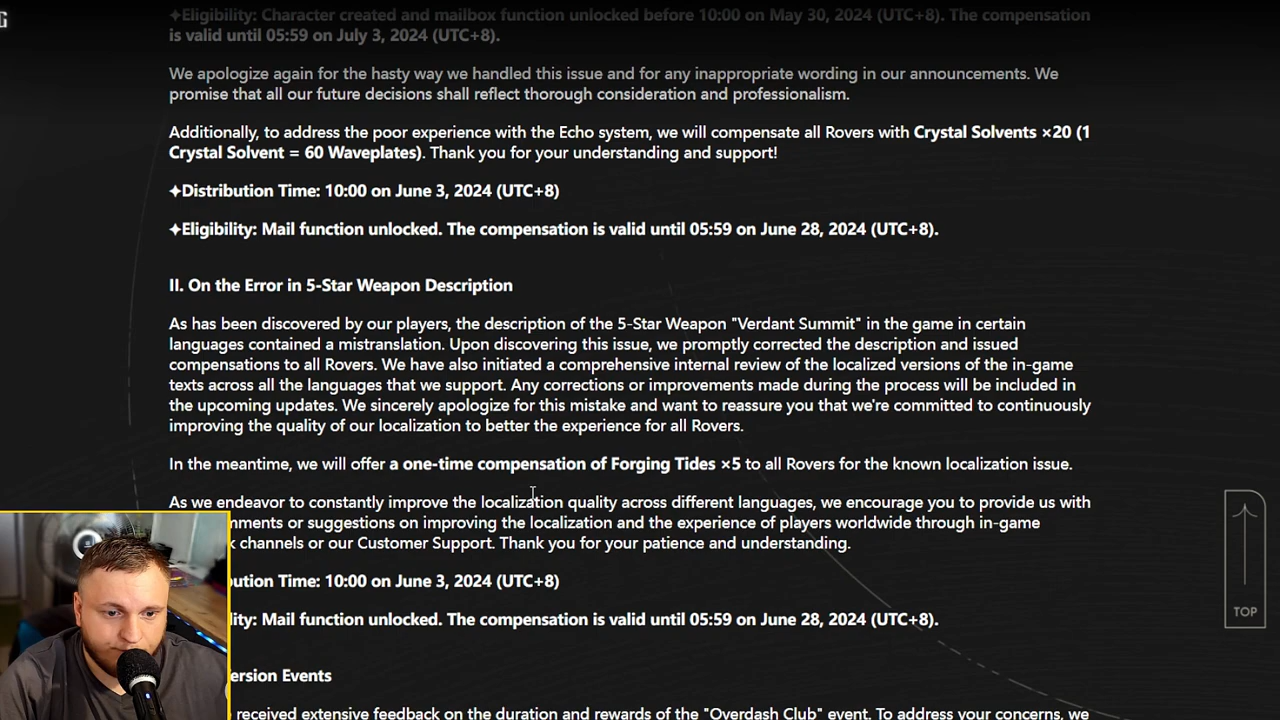 ✦Eligibility: Character created and mailbox function unlocked before 10:00 on May 30, 2024 (UTC+8). The compensation
is valid until 05:59 on July 3, 2024 (UTC+8).
We apologize again for the hasty way we handled this issue and for any inappropriate wording in our announcements. We
promise that all our future decisions shall reflect thorough consideration and professionalism.
Additionally, to address the poor experience with the Echo system, we will compensate all Rovers with Crystal Solvents ×20 (1
Crystal Solvent = 60 Waveplates). Thank you for your understanding and support!
✦Distribution Time: 10:00 on June 3, 2024 (UTC+8)
✦Eligibility: Mail function unlocked. The compensation is valid until 05:59 on June 28, 2024 (UTC+8).
II. On the Error in 5-Star Weapon Description
As has been discovered by our players, the description of the 5-Star Weapon "Verdant Summit" in the game in certain
languages contained a mistranslation. Upon discovering this issue, we promptly corrected the description and issued
compensations to all Rovers. We have also initiated a comprehensive internal review of the localized versions of the in-game
texts across all the languages that we support. Any corrections or improvements made during the process will be included in
the upcoming updates. We sincerely apologize for this mistake and want to reassure you that we're committed to continuously
improving the quality of our localization to better the experience for all Rovers.
In the meantime, we will offer a one-time compensation of Forging Tides ×5 to all Rovers for the known localization issue.
As we endeavor to constantly improve the localization quality across different languages, we encourage you to provide us with
mments or suggestions on improving the localization and the experience of players worldwide through in-game
k channels or our Customer Support. Thank you for your patience and understanding.
bution Time: 10:00 on June 3, 2024 (UTC+8)
lity: Mail function unlocked. The compensation is valid until 05:59 on June 28, 2024 (UTC+8).
ersion Events
received extensive feedback on the duration and rewards of the "Overdash Club" event. To address your concerns, we
TOP